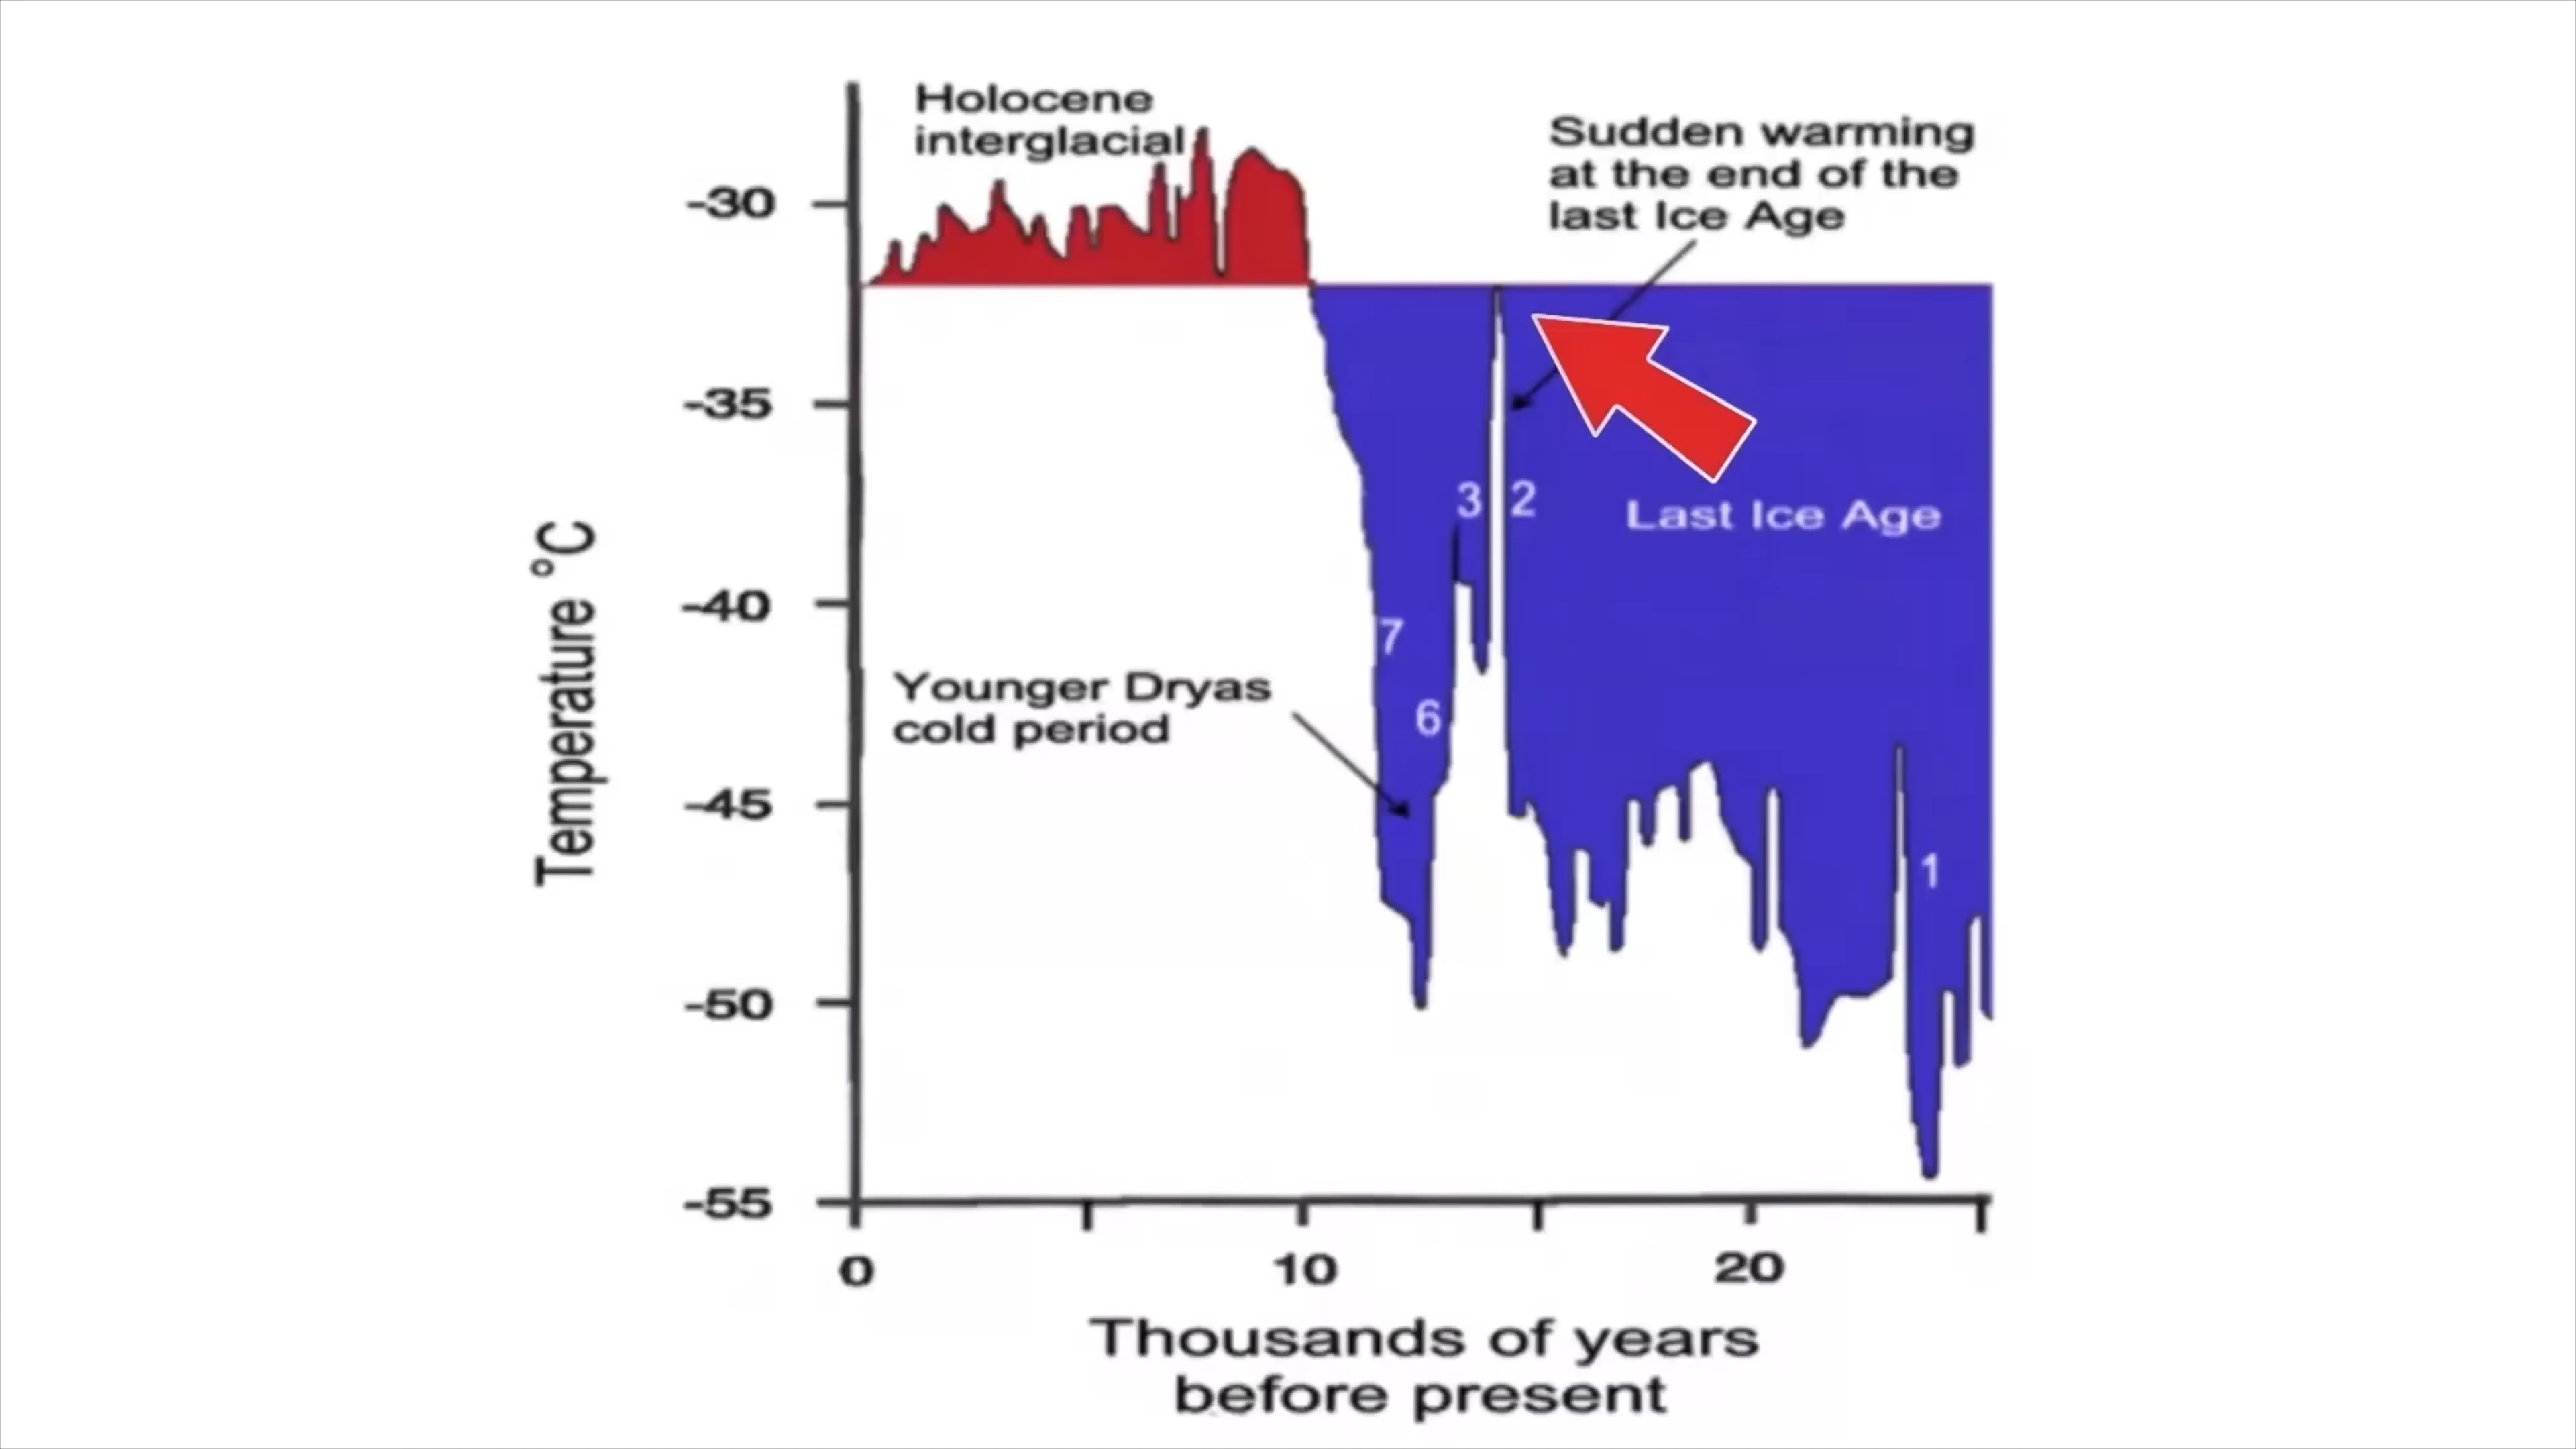 Holocene
interglacial
Sudden warming
at the end of the
last Ice Age
-30
-35
-40
-45
-50
-55
Temperature °C
3
2
Last Ice Age
7
6
Younger Dryas
cold period
1
0
10
20
Thousands of years
before present